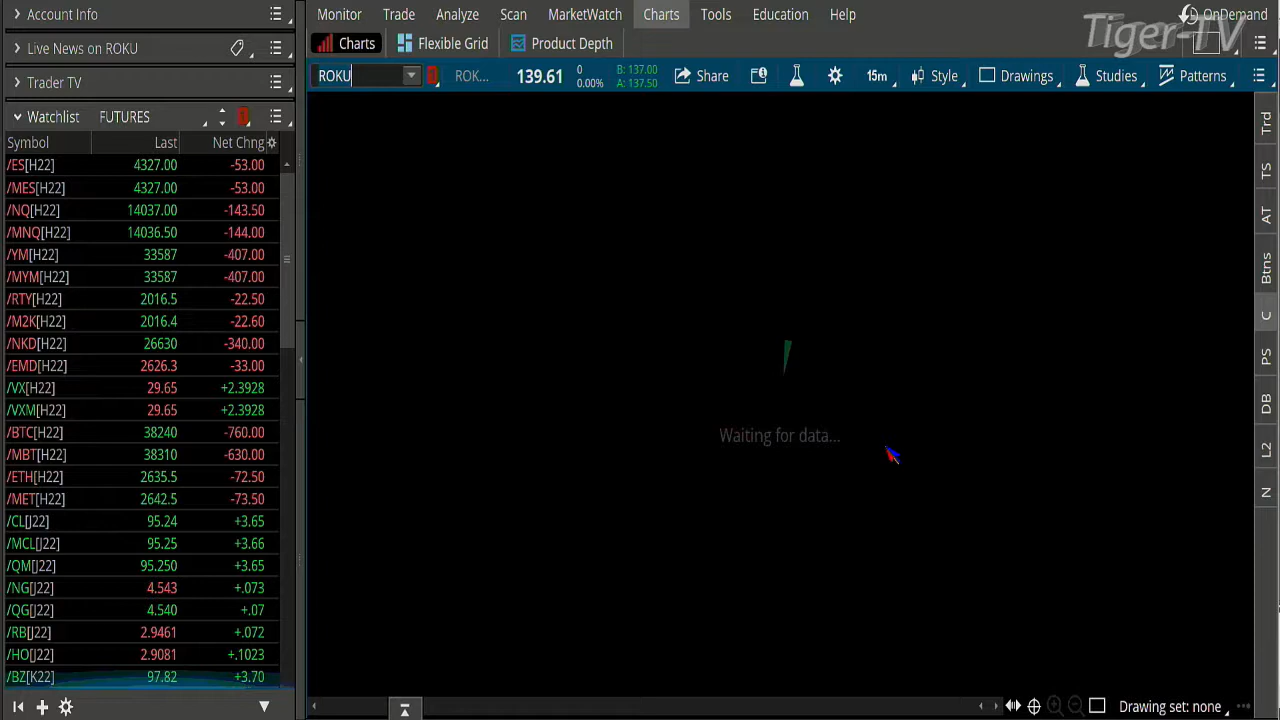 Account Info
Live News on ROKU
Trader TV
Watchlist FUTURES
Symbol Last Net Chng
/ES[H22] 4327.00 -53.00
/MES[H22] 4327.00 -53.00
/NQ[H22] 14037.00 -143.50
/MNQ[H22] 14036.50 -144.00
/YM[H22] 33587 -407.00
/MYM[H22] 33587 -407.00
/RTY[H22] 2016.5 -22.50
/M2K[H22] 2016.4 -22.60
/NKD[H22] 26630 -340.00
/EMD[H22] 2626.3 -33.00
/VX[H22] 29.65 +2.3928
/VXM[H22] 29.65 +2.3928
/BTC[H22] 38240 -760.00
/MBT[H22] 38310 -630.00
/ETH[H22] 2635.5 -72.50
/MET[H22] 2642.5 -73.50
/CL[J22] 95.24 +3.65
/MCL[J22] 95.25 +3.66
/QM[J22] 95.250 +3.65
/NG[J22] 4.543 +.073
/QG[J22] 4.540 +.07
/RB[J22] 2.9461 +.072
/HO[J22] 2.9081 +.1023
/BZ[K22] 97.82 +3.70
Monitor Trade Analyze Scan MarketWatch Charts Tools Education Help OnDemand
Tiger-TV
Charts Flexible Grid Product Depth
ROKU 1 ROK... 139.61 0 0.00% B: 137.00 A: 137.50 Share 15m Style Drawings Studies Patterns
Waiting for data...
Trd
TS
AT
Btns
C
PS
DB
L2
N
Drawing set: none